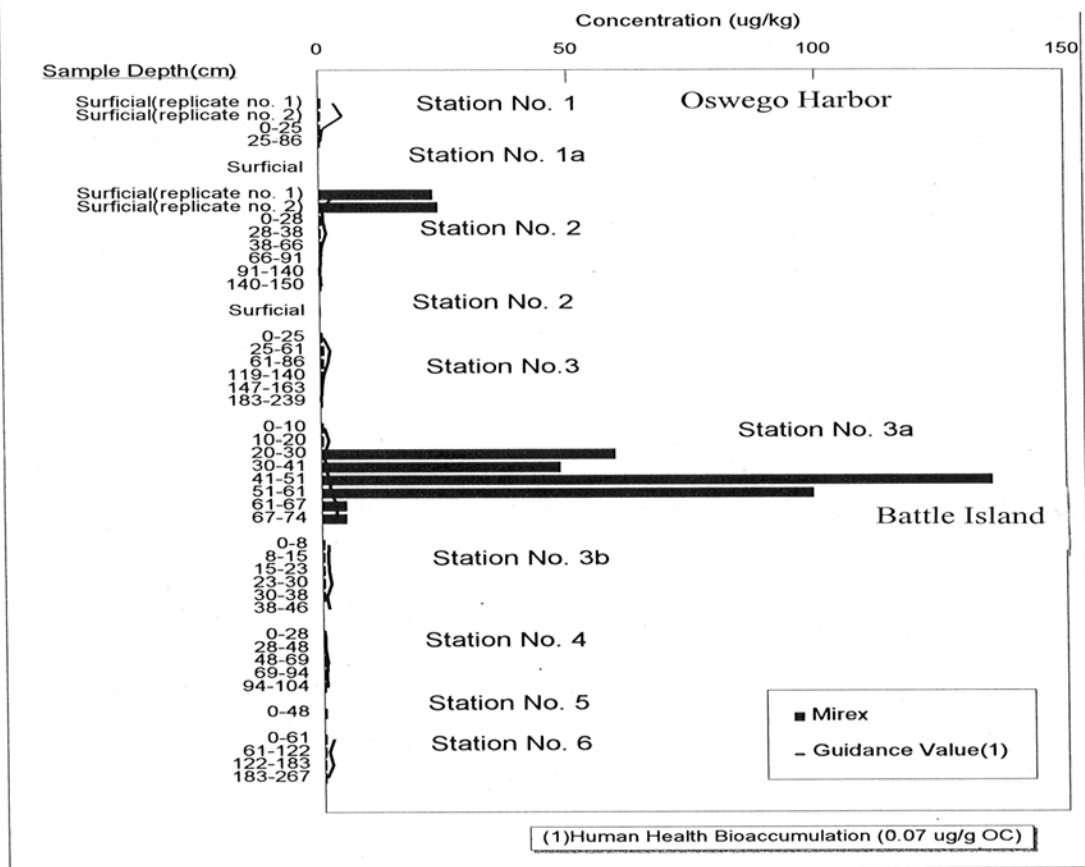 Concentration (ug/kg)
0 50 100 150
Sample Depth(cm)
Surficial(replicate no. 1)
Surficial(replicate no. 2)
0-25
25-86
Station No. 1
Oswego Harbor
Surficial
Station No. 1a
Surficial(replicate no. 1)
Surficial(replicate no. 2)
0-28
28-38
38-66
66-91
91-140
140-150
Station No. 2
Surficial
Station No. 2
0-25
25-61
61-86
119-140
147-163
183-239
Station No.3
0-10
10-20
20-30
30-41
41-51
51-61
61-67
67-74
Station No. 3a
Battle Island
0-8
8-15
15-23
23-30
30-38
38-46
Station No. 3b
0-28
28-48
48-69
69-94
94-104
Station No. 4
0-48
Station No. 5
0-61
61-122
122-183
183-267
Station No. 6
Mirex
Guidance Value(1)
(1)Human Health Bioaccumulation (0.07 ug/g OC)